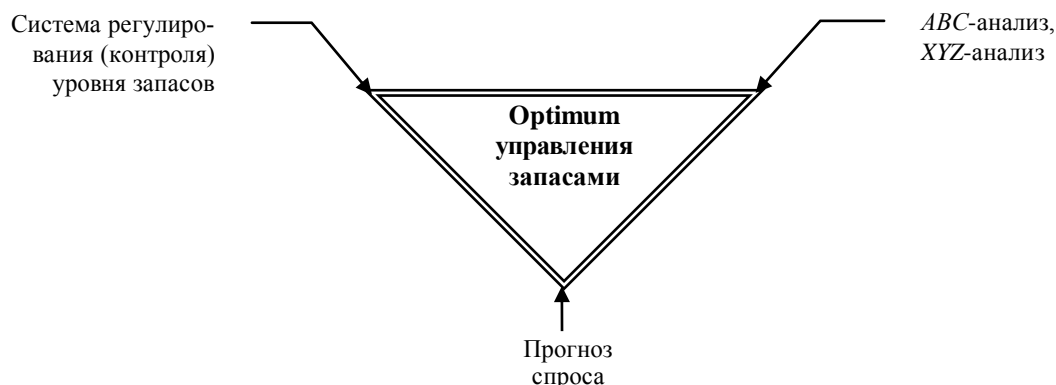 Система регулиро-
вания (контроля)
уровня запасов
ABC-анализ,
XYZ-анализ
Optimum
управления
запасами
Прогноз
спроса